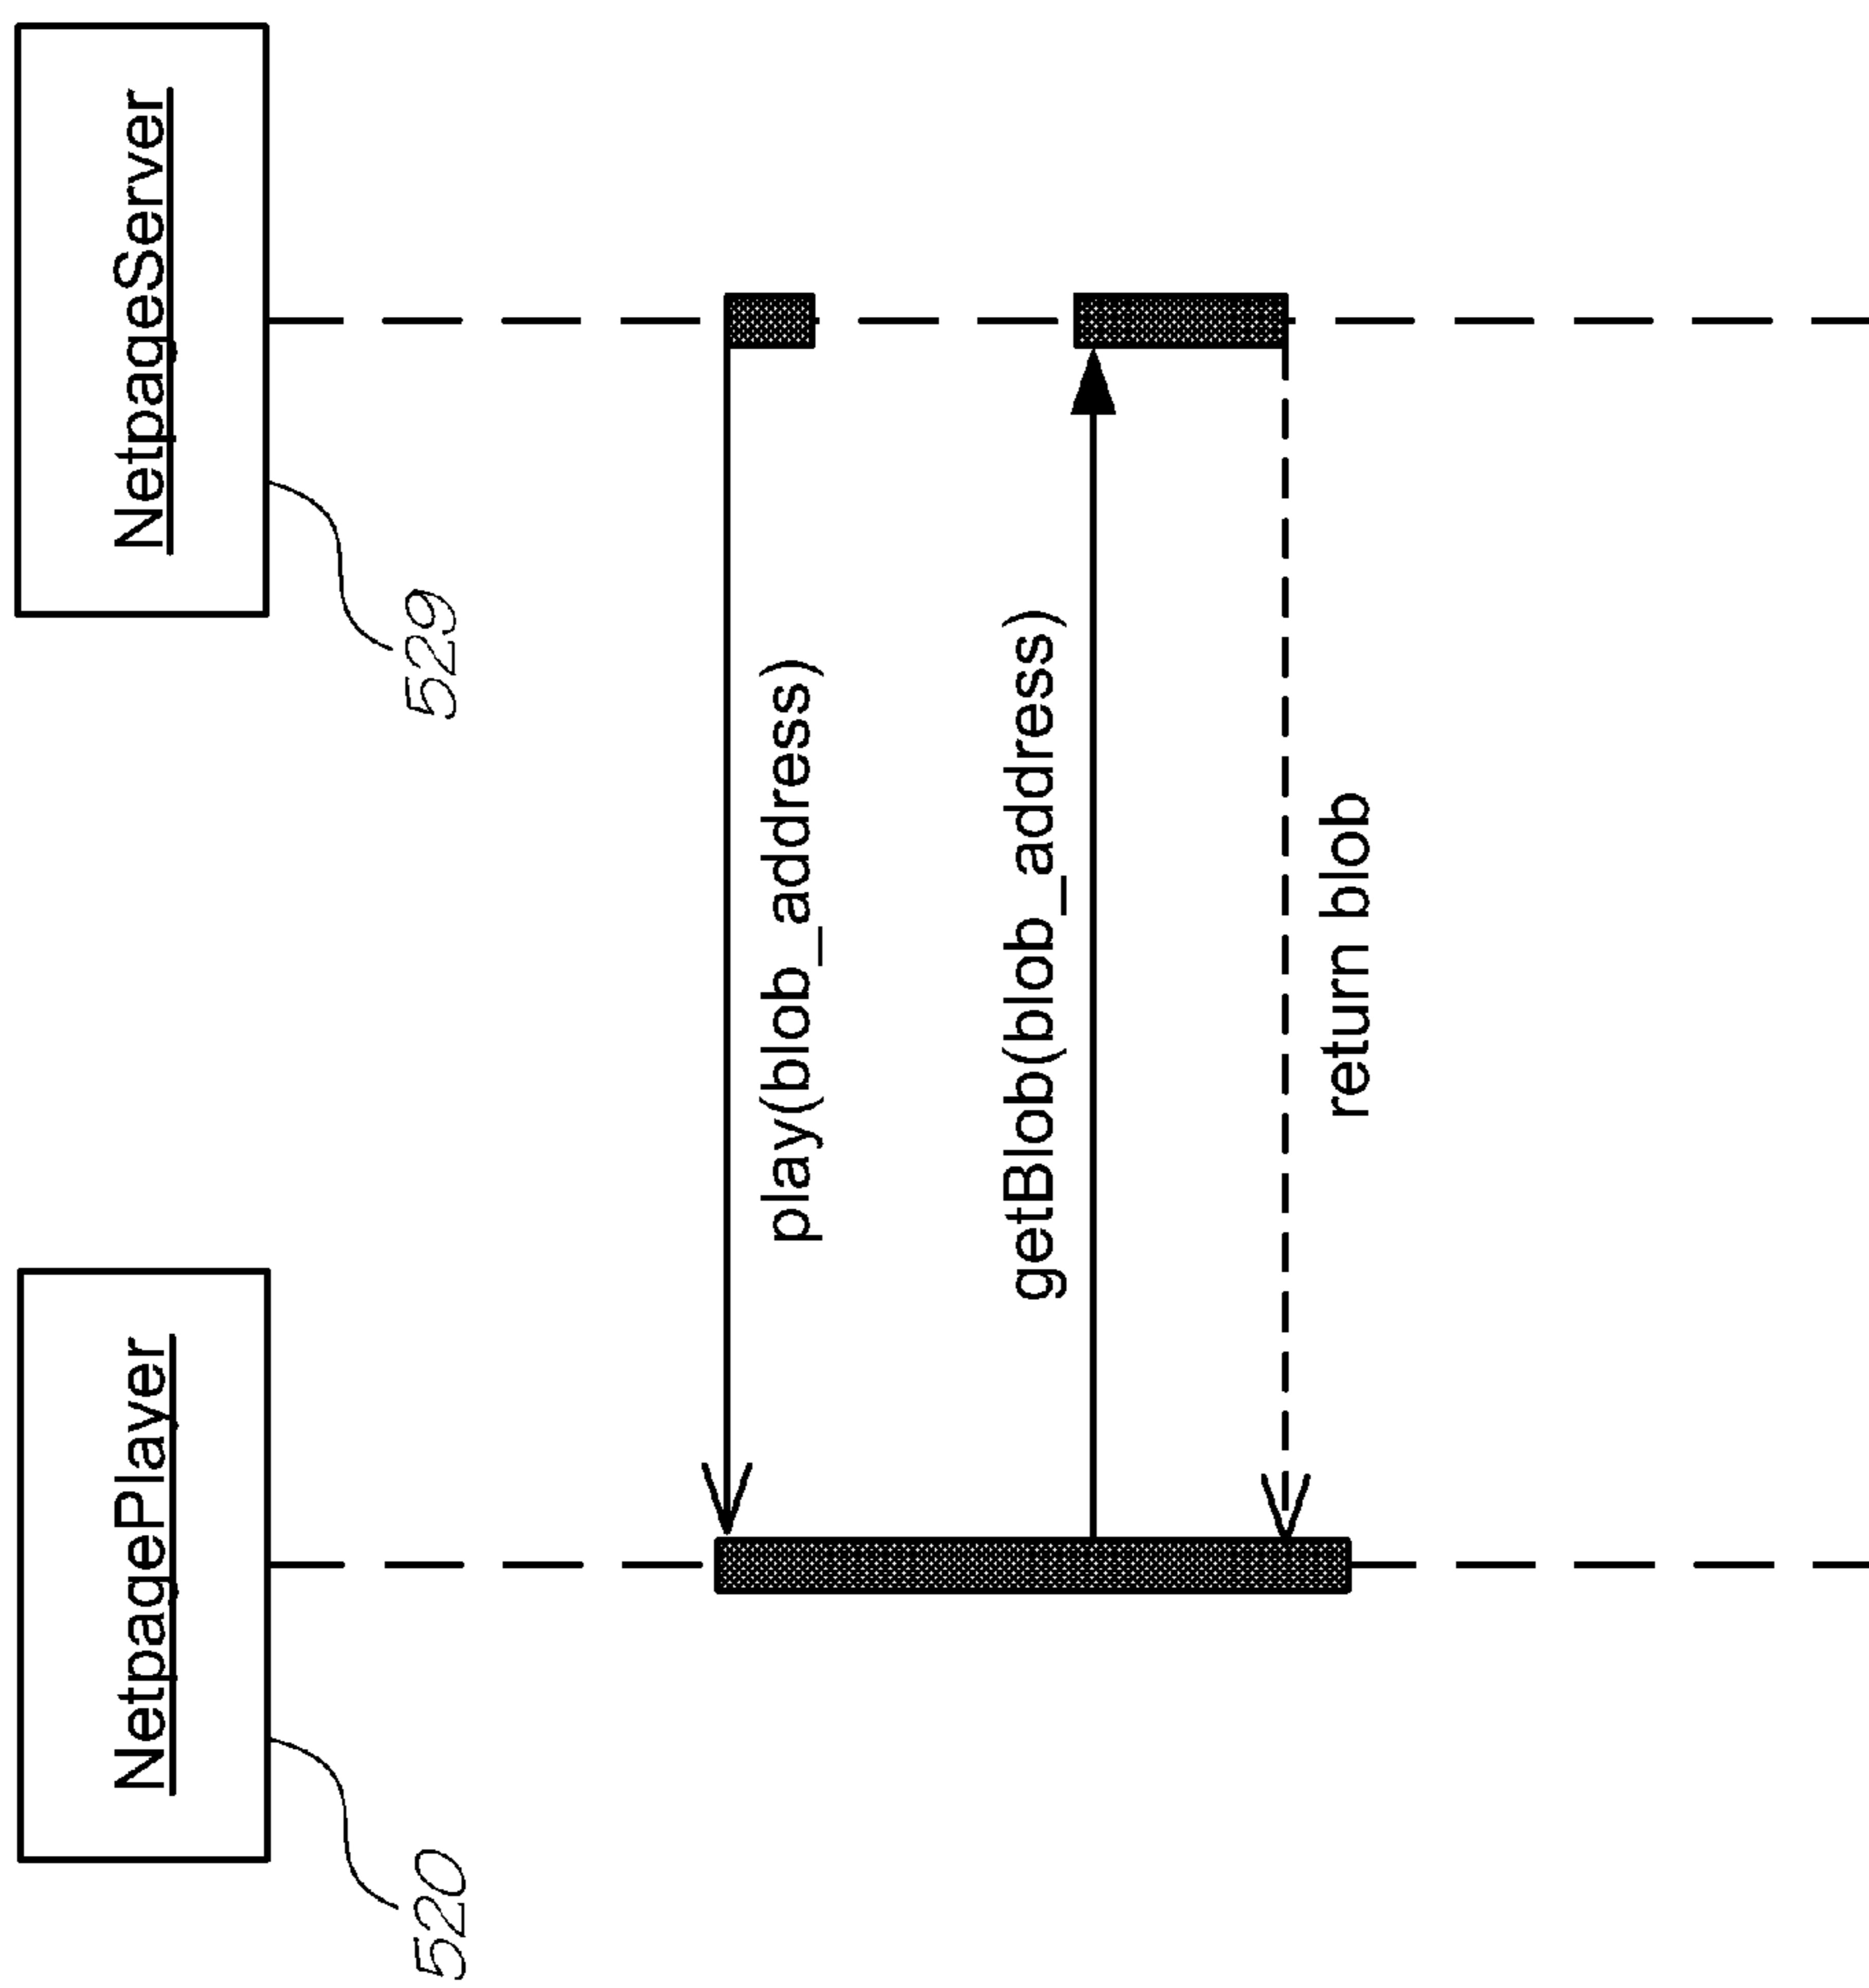 NetpagePlayer
520
NetpageServer
529
play(blob_address)
getBlob(blob_address)
return blob